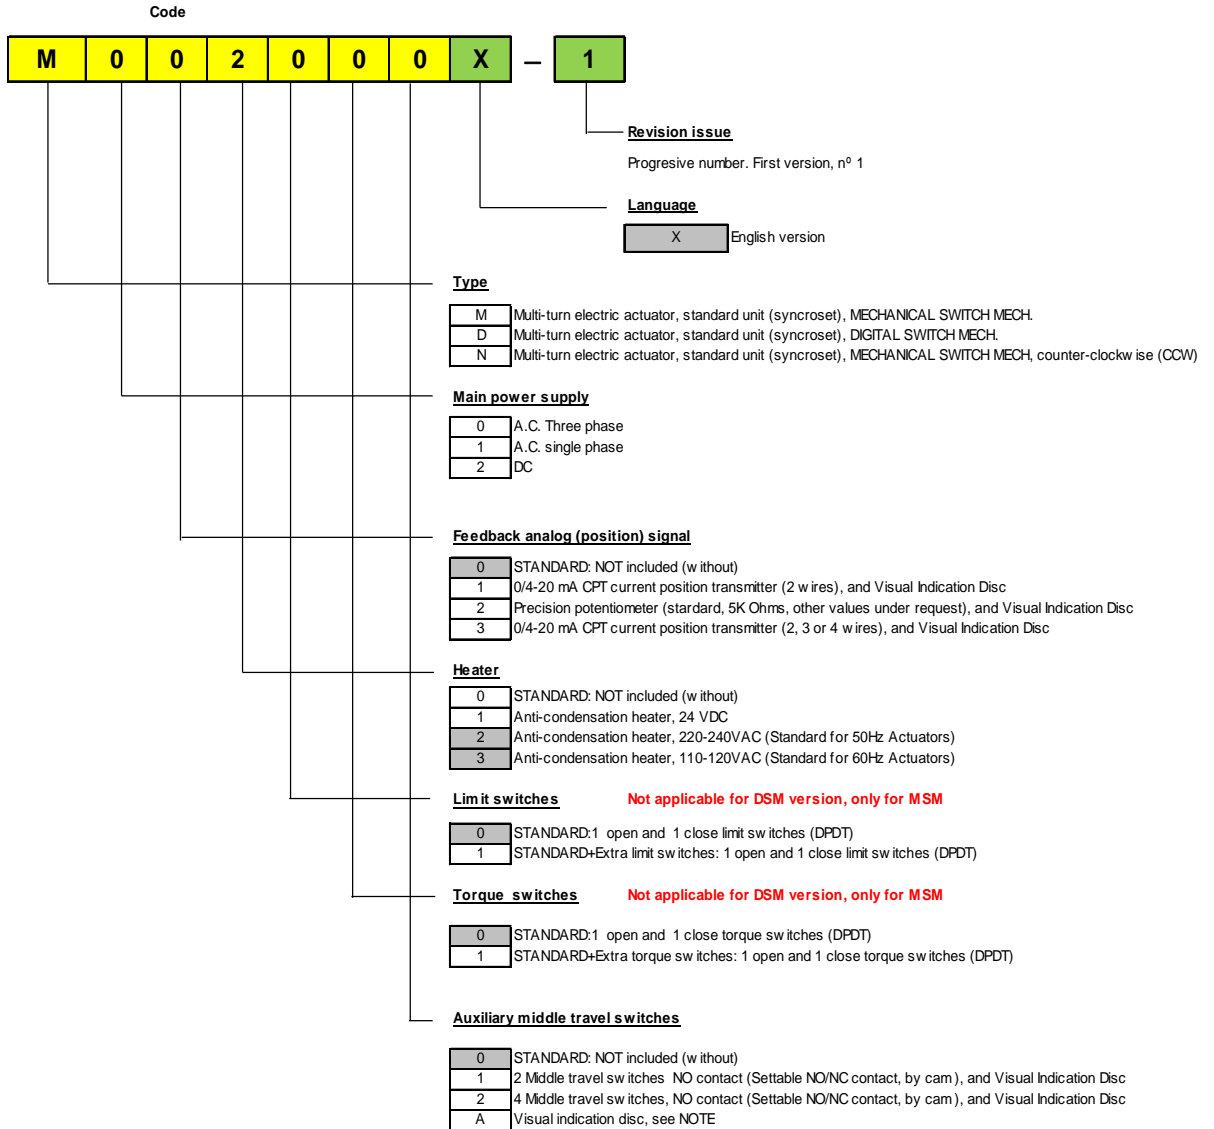 Code
M 0 0 2 0 0 0 X – 1
Revision issue
Progresive number. First version, nº 1
Language
X English version
Type
M Multi-turn electric actuator, standard unit (syncroset), MECHANICAL SWITCH MECH.
D Multi-turn electric actuator, standard unit (syncroset), DIGITAL SWITCH MECH.
N Multi-turn electric actuator, standard unit (syncroset), MECHANICAL SWITCH MECH, counter-clockwise (CCW)
Main power supply
0 A.C. Three phase
1 A.C. single phase
2 DC
Feedback analog (position) signal
0 STANDARD: NOT included (without)
1 0/4-20 mA CPT current position transmitter (2 wires), and Visual Indication Disc
2 Precision potentiometer (stardard, 5K Ohms, other values under request), and Visual Indication Disc
3 0/4-20 mA CPT current position transmitter (2, 3 or 4 wires), and Visual Indication Disc
Heater
0 STANDARD: NOT included (without)
1 Anti-condensation heater, 24 VDC
2 Anti-condensation heater, 220-240VAC (Standard for 50Hz Actuators)
3 Anti-condensation heater, 110-120VAC (Standard for 60Hz Actuators)
Limit switches Not applicable for DSM version, only for MSM
0 STANDARD:1 open and 1 close limit switches (DPDT)
1 STANDARD+Extra limit switches: 1 open and 1 close limit switches (DPDT)
Torque switches Not applicable for DSM version, only for MSM
0 STANDARD:1 open and 1 close torque switches (DPDT)
1 STANDARD+Extra torque switches: 1 open and 1 close torque switches (DPDT)
Auxiliary middle travel switches
0 STANDARD: NOT included (without)
1 2 Middle travel switches NO contact (Settable NO/NC contact, by cam), and Visual Indication Disc
2 4 Middle travel switches, NO contact (Settable NO/NC contact, by cam), and Visual Indication Disc
A Visual indication disc, see NOTE